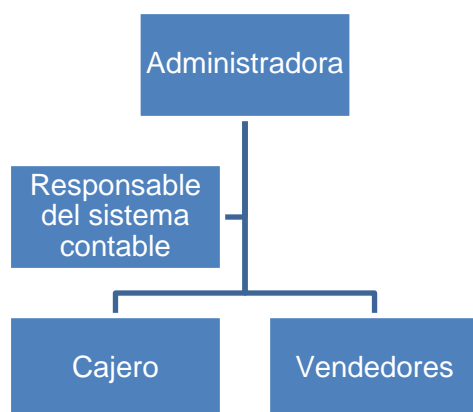 Administradora
Responsable
del sistema
contable
Cajero
Vendedores